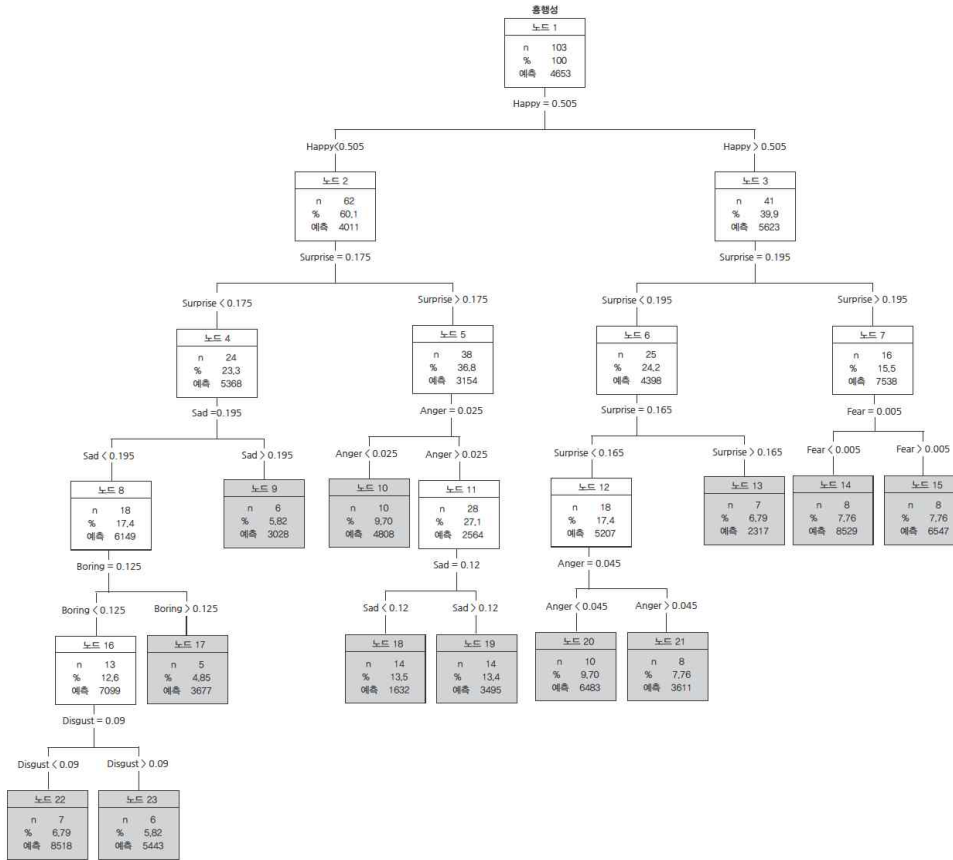 흥행성
노드 1
n 103
% 100
예측 4653
Happy = 0.505
Happy<0.505
Happy > 0.505
노드 2
n 62
% 60,1
예측 4011
노드 3
n 41
% 39,9
예측 5623
Surprise = 0.175
Surprise = 0.195
Surprise < 0.175
Surprise > 0.175
Surprise < 0.195
Surprise > 0.195
노드 4
n 24
% 23,3
예측 5368
노드 5
n 38
% 36,8
예측 3154
노드 6
n 25
% 24,2
예측 4398
노드 7
n 16
% 15,5
예측 7538
Sad =0.195
Anger = 0.025
Surprise = 0.165
Fear = 0.005
Sad < 0.195
Sad > 0.195
Anger < 0.025
Anger > 0.025
Surprise < 0.165
Surprise > 0.165
Fear < 0.005
Fear > 0.005
노드 8
n 18
% 17,4
예측 6149
노드 9
n 6
% 5,82
예측 3028
노드 10
n 10
% 9,70
예측 4808
노드 11
n 28
% 27,1
예측 2564
노드 12
n 18
% 17,4
예측 5207
노드 13
n 7
% 6,79
예측 2317
노드 14
n 8
% 7,76
예측 8529
노드 15
n 8
% 7,76
예측 6547
Boring = 0.125
Sad = 0.12
Anger = 0.045
Boring < 0.125
Boring > 0.125
Sad < 0.12
Sad > 0.12
Anger < 0.045
Anger > 0.045
노드 16
n 13
% 12,6
예측 7099
노드 17
n 5
% 4,85
예측 3677
노드 18
n 14
% 13,5
예측 1632
노드 19
n 14
% 13,4
예측 3495
노드 20
n 10
% 9,70
예측 6483
노드 21
n 8
% 7,76
예측 3611
Disgust = 0.09
Disgust < 0.09
Disgust > 0.09
노드 22
n 7
% 6,79
예측 8518
노드 23
n 6
% 5,82
예측 5443